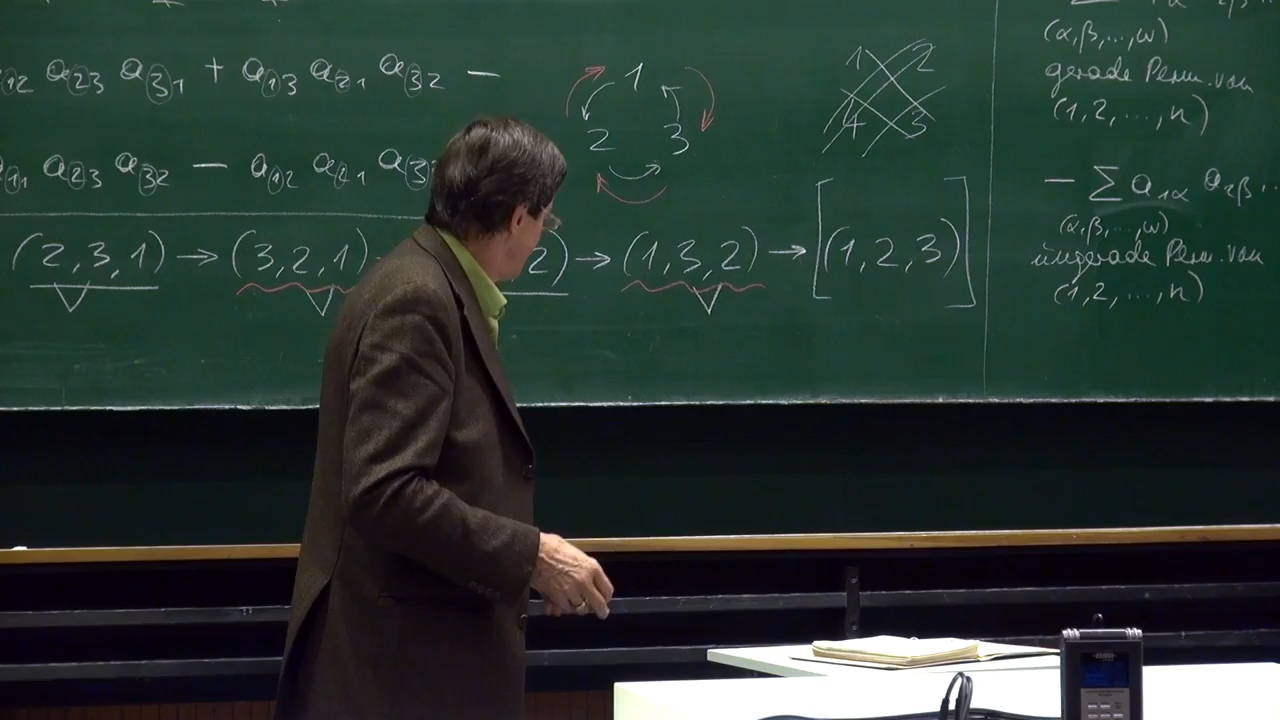 a₁₂ a₂₃ a₃₁ + a₁₃ a₂₁ a₃₂ −
a₂₃ a₃₂ − a₁₂ a₂₁ a₃
(2,3,1) → (3,2,1) 2) → (1,3,2) → [(1,2,3)]
1
2 3
1 2
4 3
(α,β,...,ω)
gerade Perm. von
(1,2,...,n)
− ∑ a₁α a₂β ...
(α,β,...,ω)
ungerade Perm. von
(1,2,...,n)